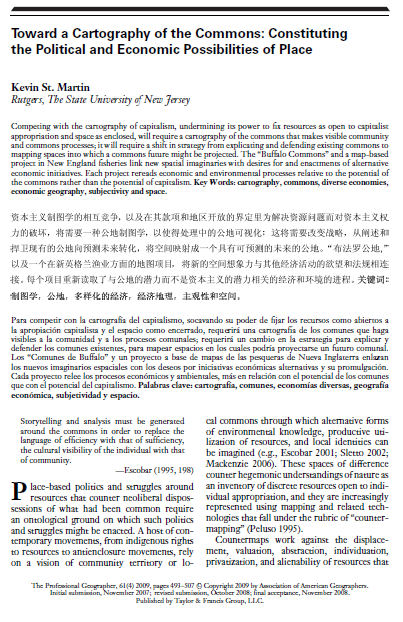 Toward a Cartography of the Commons: Constituting
the Political and Economic Possibilities of Place
Kevin St. Martin
Rutgers, The State University of New Jersey
Competing with the cartography of capitalism, undermining its power to fix resources as open to capitalist
appropriation and space as enclosed, will require a cartography of the commons that makes visible community
and commons processes; it will require a shift in strategy from explicating and defending existing commons to
mapping spaces into which a commons future might be projected. The “Buffalo Commons” and a map-based
project in New England fisheries link new spatial imaginaries with desires for and enactments of alternative
economic initiatives. Each project rereads economic and environmental processes relative to the potential of
the commons rather than the potential of capitalism. Key Words: cartography, commons, diverse economies,
economic geography, subjectivity and space.
资本主义制图学的相互竞争，以及在其款项和地区开放的界定里为解决资源问题而对资本主义权力
的破坏，将需要一种公地制图学，以使得处理中的公地可视化：这将需要改变战略，从阐述和
捍卫现有的公地向预测未来转化，将空间映射成一个具有可预测的未来的公地。“布法罗公地，”
以及一个在新英格兰渔业方面的地图项目，将新的空间想象力与其他经济活动的欲望和法规相连
接。每个项目重新读取了与公地的潜力而不是资本主义的潜力相关的经济和环境的进程。关键词：
制图学，公地，多样化的经济，经济地理，主观性和空间。
Para competir con la cartografía del capitalismo, socavando su poder de fijar los recursos como abiertos a
la apropiación capitalista y el espacio como encerrado, requerirá una cartografía de los comunes que haga
visibles a la comunidad y a los procesos comunales; requerirá un cambio en la estrategia para explicar y
defender los comunes existentes, para mapear espacios en los cuales podría proyectarse un futuro comunal.
Los “Comunes de Buffalo” y un proyecto a base de mapas de las pesqueras de Nueva Inglaterra enlazan
los nuevos imaginarios espaciales con los deseos por iniciativas económicas alternativas y su promulgación.
Cada proyecto relee los procesos económicos y ambientales, más en relación con el potencial de los comunes
que con el potencial del capitalismo. Palabras clave: cartografía, comunes, economías diversas, geografía
económica, subjetividad y espacio.
Storytelling and analysis must be generated
around the commons in order to replace the
language of efficiency with that of sufficiency,
the cultural visibility of the individual with that
of community.
—Escobar (1995, 198)
Place-based politics and struggles around
resources that counter neoliberal dispos-
sessions of what had been common require
an ontological ground on which such politics
and struggles might be enacted. A host of con-
temporary movements, from indigenous rights
to resources to antienclosure movements, rely
on a vision of community territory or lo-
cal commons through which alternative forms
of environmental knowledge, productive uti-
lization of resources, and local identities can
be imagined (e.g., Escobar 2001; Sletto 2002;
Mackenzie 2006). These spaces of difference
counter hegemonic understandings of nature as
an inventory of discrete resources open to indi-
vidual appropriation, and they are increasingly
represented using mapping and related tech-
nologies that fall under the rubric of “counter-
mapping” (Peluso 1995).
Countermaps work against the displace-
ment, valuation, abstraction, individuation,
privatization, and alienability of resources that
The Professional Geographer, 61(4) 2009, pages 493–507 © Copyright 2009 by Association of American Geographers.
Initial submission, November 2007; revised submission, October 2008; final acceptance, November 2008.
Published by Taylor & Francis Group, LLC.